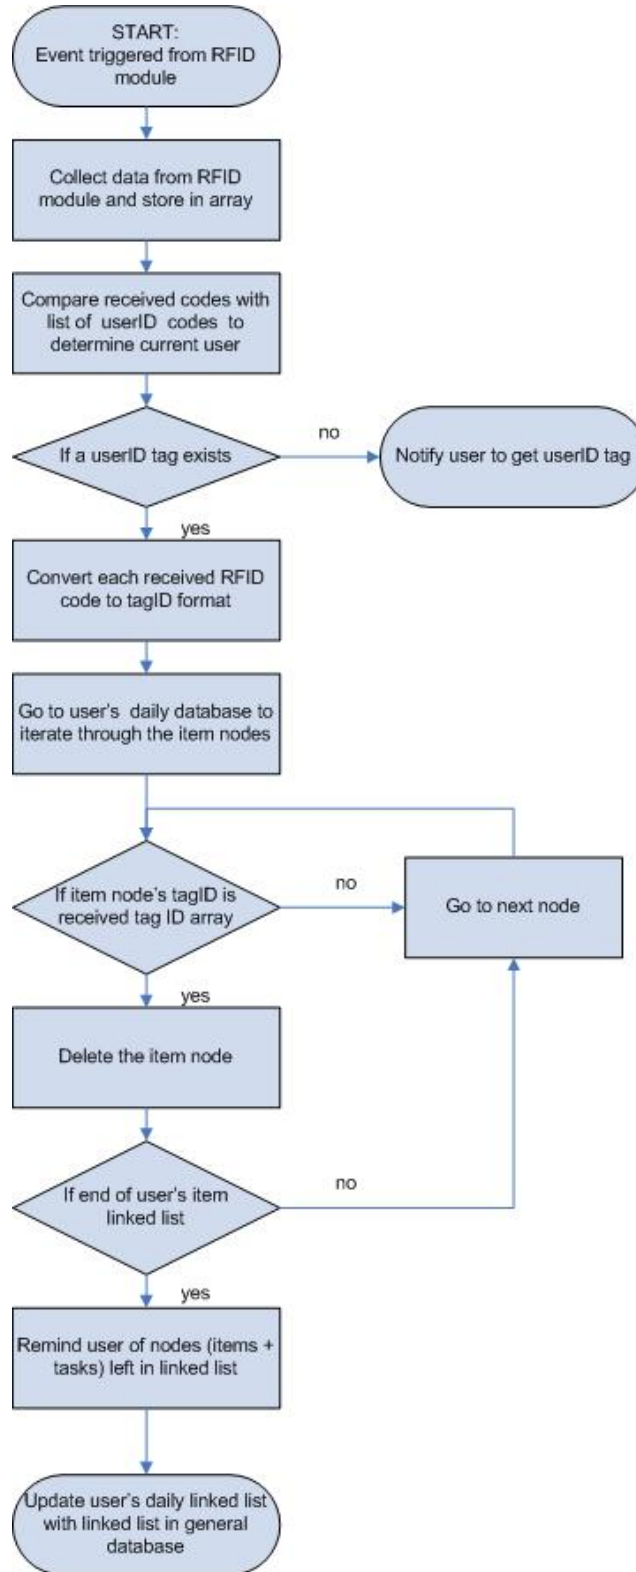 START:
Event triggered from RFID
module
Collect data from RFID
module and store in array
Compare received codes with
list of userID codes to
determine current user
If a userID tag exists
no
Notify user to get userID tag
yes
Convert each received RFID
code to tagID format
Go to user's daily database to
iterate through the item nodes
If item node's tagID is
received tag ID array
no
Go to next node
yes
Delete the item node
If end of user's item
linked list
no
yes
Remind user of nodes (items +
tasks) left in linked list
Update user's daily linked list
with linked list in general
database